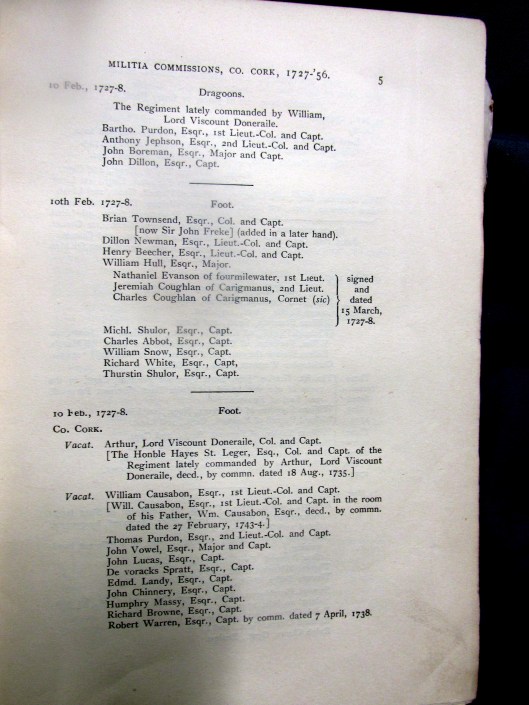 MILITIA COMMISSIONS, CO. CORK, 1727-'56.
5
10 Feb., 1727-8.
Dragoons.
The Regiment lately commanded by William,
Lord Viscount Doneraile.
Bartho. Purdon, Esqr., 1st Lieut.-Col. and Capt.
Anthony Jephson, Esqr., 2nd Lieut.-Col. and Capt.
John Boreman, Esqr., Major and Capt.
John Dillon, Esqr., Capt.
10th Feb. 1727-8.
Foot.
Brian Townsend, Esqr., Col. and Capt.
[now Sir John Freke] (added in a later hand).
Dillon Newman, Esqr., Lieut.-Col. and Capt.
Henry Beecher, Esqr., Lieut.-Col. and Capt.
William Hull, Esqr., Major.
Nathaniel Evanson of fourmilewater, 1st Lieut.
Jeremiah Coughlan of Carigmanus, 2nd Lieut.
Charles Coughlan of Carigmanus, Cornet (sic)
signed
and
dated
15 March,
1727-8.
Michl. Shulor, Esqr., Capt.
Charles Abbot, Esqr., Capt.
William Snow, Esqr., Capt.
Richard White, Esqr., Capt,
Thurstin Shulor, Esqr., Capt.
10 Feb., 1727-8.
Foot.
Co. Cork.
Vacat. Arthur, Lord Viscount Doneraile, Col. and Capt.
[The Honble Hayes St. Leger, Esq., Col. and Capt. of the
Regiment lately commanded by Arthur, Lord Viscount
Doneraile, decd., by commn. dated 18 Aug., 1735.]
Vacat. William Causabon, Esqr., 1st Lieut.-Col. and Capt.
[Will. Causabon, Esqr., 1st Lieut.-Col. and Capt. in the room
of his Father, Wm. Causabon, Esqr., decd., by commn.
dated the 27 February, 1743-4.]
Thomas Purdon, Esqr., 2nd Lieut.-Col. and Capt.
John Vowel, Esqr., Major and Capt.
John Lucas, Esqr., Capt.
De voracks Spratt, Esqr., Capt.
Edmd. Landy, Esqr., Capt.
John Chinnery, Esqr., Capt.
Humphry Massy, Esqr., Capt.
Richard Browne, Esqr., Capt.
Robert Warren, Esqr., Capt. by comm. dated 7 April, 1738.